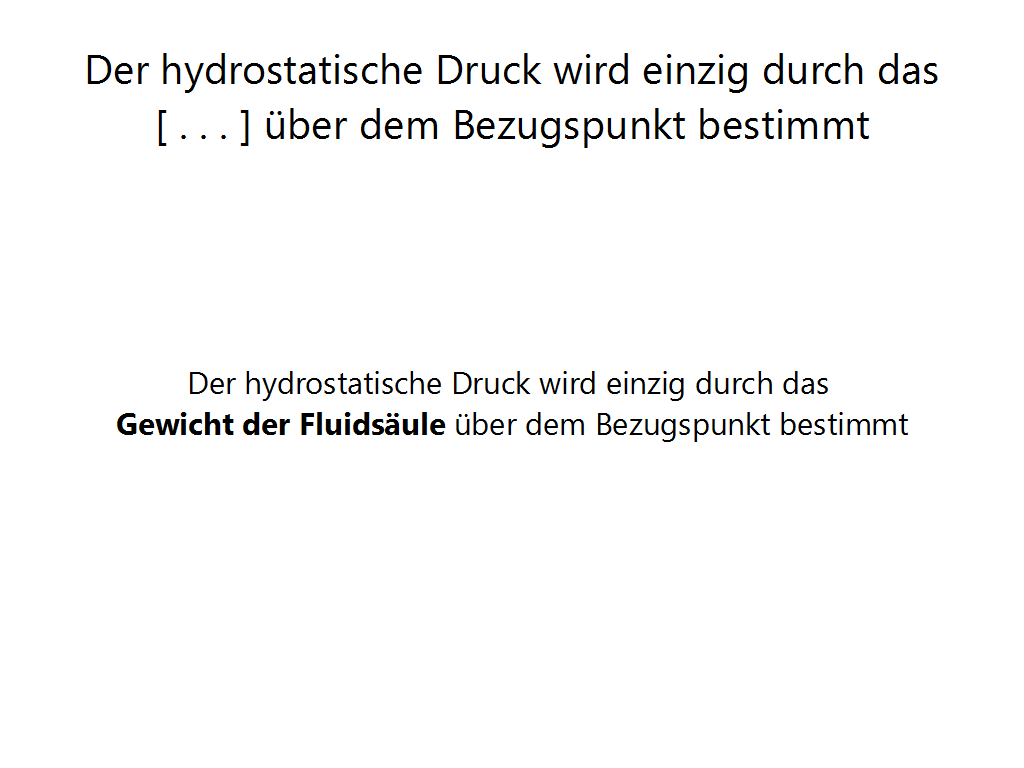 Der hydrostatische Druck wird einzig durch das
[ . . . ] über dem Bezugspunkt bestimmt
Der hydrostatische Druck wird einzig durch das
Gewicht der Fluidsäule über dem Bezugspunkt bestimmt